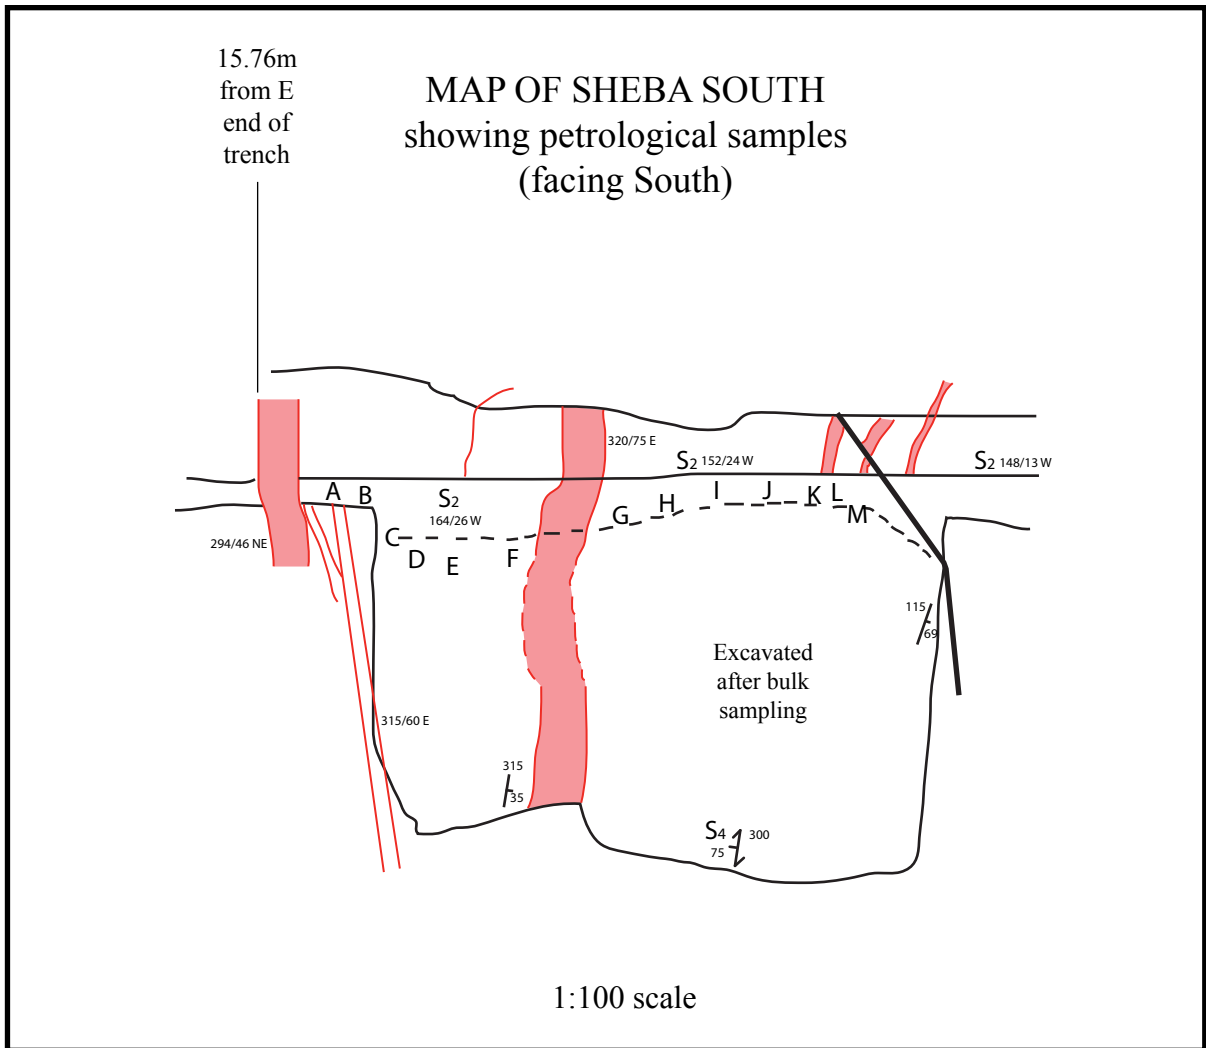 15.76m
from E
end of
trench
MAP OF SHEBA SOUTH
showing petrological samples
(facing South)
320/75 E
S2 152/24 W
S2 148/13 W
A
B
S2
164/26 W
I
J
K
L
H
G
M
294/46 NE
C
D
E
F
115
69
Excavated
after bulk
sampling
315/60 E
315
35
S4
300
75
1:100 scale